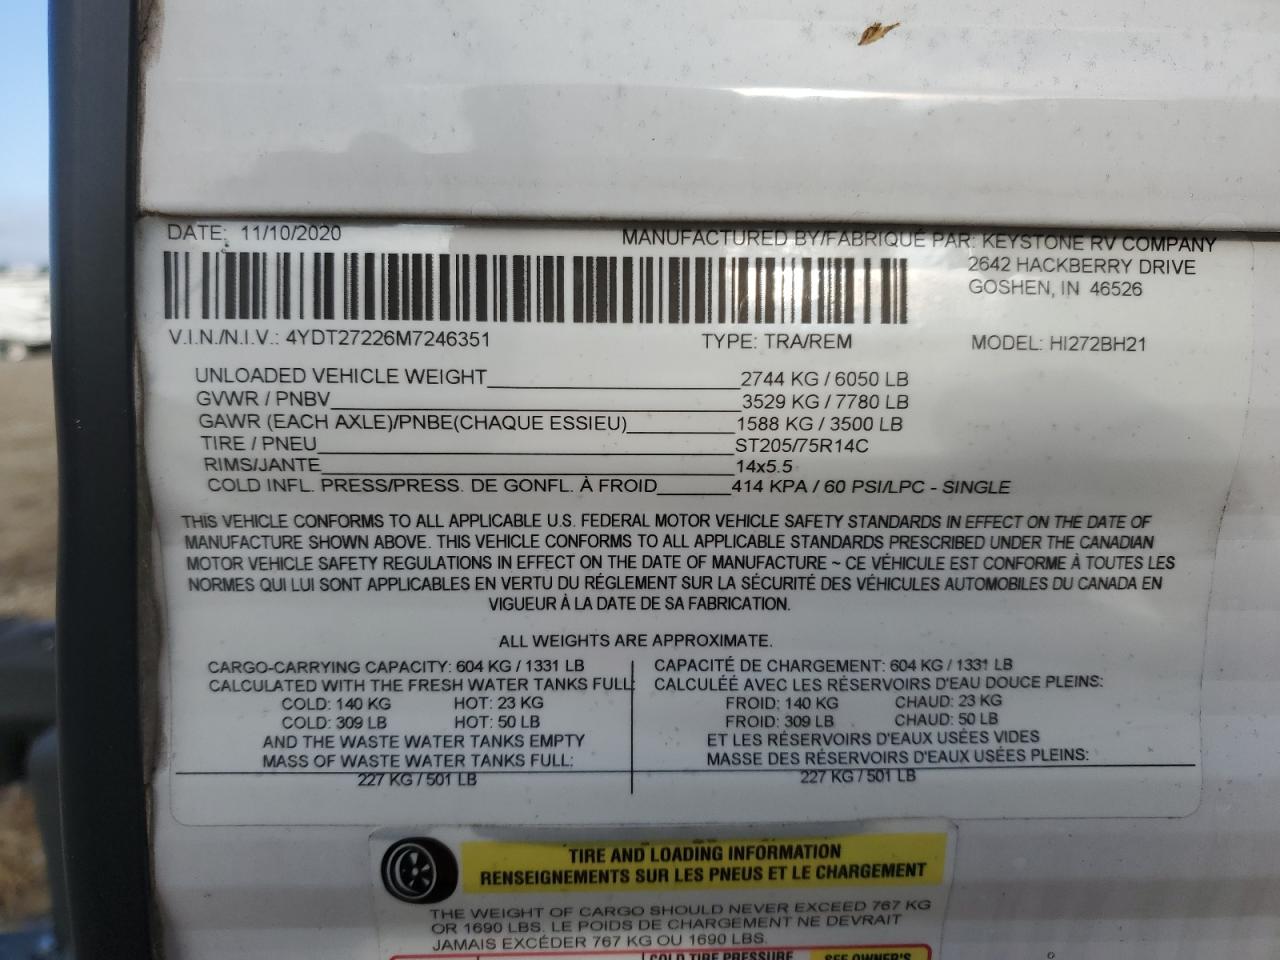 DATE: 11/10/2020
MANUFACTURED BY/FABRIQUÉ PAR: KEYSTONE RV COMPANY
2642 HACKBERRY DRIVE
GOSHEN, IN 46526
V.I.N./N.I.V.: 4YDT27226M7246351 TYPE: TRA/REM MODEL: HI272BH21
UNLOADED VEHICLE WEIGHT 2744 KG / 6050 LB
GVWR / PNBV 3529 KG / 7780 LB
GAWR (EACH AXLE)/PNBE(CHAQUE ESSIEU) 1588 KG / 3500 LB
TIRE / PNEU ST205/75R14C
RIMS/JANTE 14x5.5
COLD INFL. PRESS/PRESS. DE GONFL. À FROID 414 KPA / 60 PSI/LPC - SINGLE
THIS VEHICLE CONFORMS TO ALL APPLICABLE U.S. FEDERAL MOTOR VEHICLE SAFETY STANDARDS IN EFFECT ON THE DATE OF
MANUFACTURE SHOWN ABOVE. THIS VEHICLE CONFORMS TO ALL APPLICABLE STANDARDS PRESCRIBED UNDER THE CANADIAN
MOTOR VEHICLE SAFETY REGULATIONS IN EFFECT ON THE DATE OF MANUFACTURE ~ CE VÉHICULE EST CONFORME À TOUTES LES
NORMES QUI LUI SONT APPLICABLES EN VERTU DU RÉGLEMENT SUR LA SÉCURITÉ DES VÉHICULES AUTOMOBILES DU CANADA EN
VIGUEUR À LA DATE DE SA FABRICATION.
ALL WEIGHTS ARE APPROXIMATE.
CARGO-CARRYING CAPACITY: 604 KG / 1331 LB
CALCULATED WITH THE FRESH WATER TANKS FULL
COLD: 140 KG HOT: 23 KG
COLD: 309 LB HOT: 50 LB
AND THE WASTE WATER TANKS EMPTY
MASS OF WASTE WATER TANKS FULL:
227 KG / 501 LB
CAPACITÉ DE CHARGEMENT: 604 KG / 1331 LB
CALCULÉE AVEC LES RÉSERVOIRS D'EAU DOUCE PLEINS:
FROID: 140 KG CHAUD: 23 KG
FROID: 309 LB CHAUD: 50 LB
ET LES RÉSERVOIRS D'EAUX USÉES VIDES
MASSE DES RÉSERVOIRS D'EAUX USÉES PLEINS:
227 KG / 501 LB
TIRE AND LOADING INFORMATION
RENSEIGNEMENTS SUR LES PNEUS ET LE CHARGEMENT
THE WEIGHT OF CARGO SHOULD NEVER EXCEED 767 KG
OR 1690 LBS. LE POIDS DE CHARGEMENT NE DEVRAIT
JAMAIS EXCÉDER 767 KG OU 1690 LBS.
COLD TIRE PRESSURE SEE OWNER'S